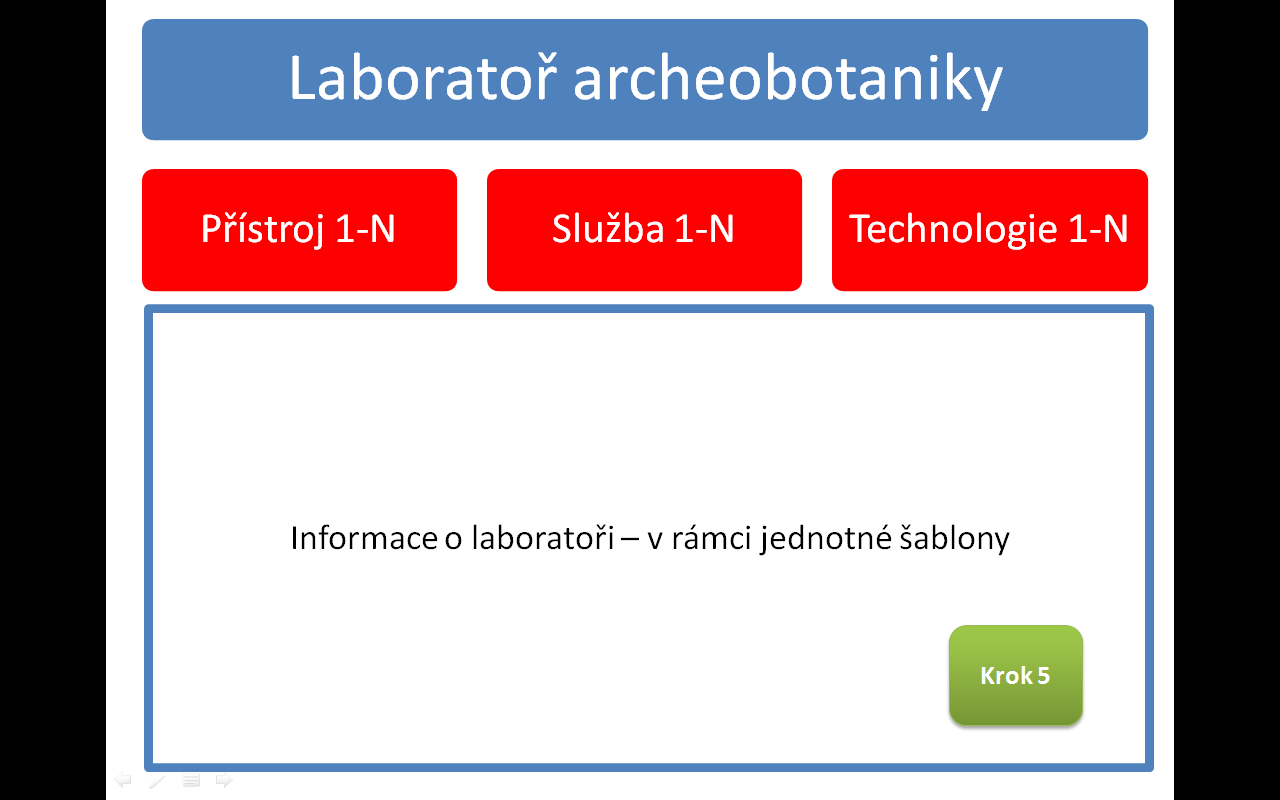 Laboratoř archeobotaniky
Přístroj 1-N
Služba 1-N
Technologie 1-N
Informace o laboratoři – v rámci jednotné šablony
Krok 5